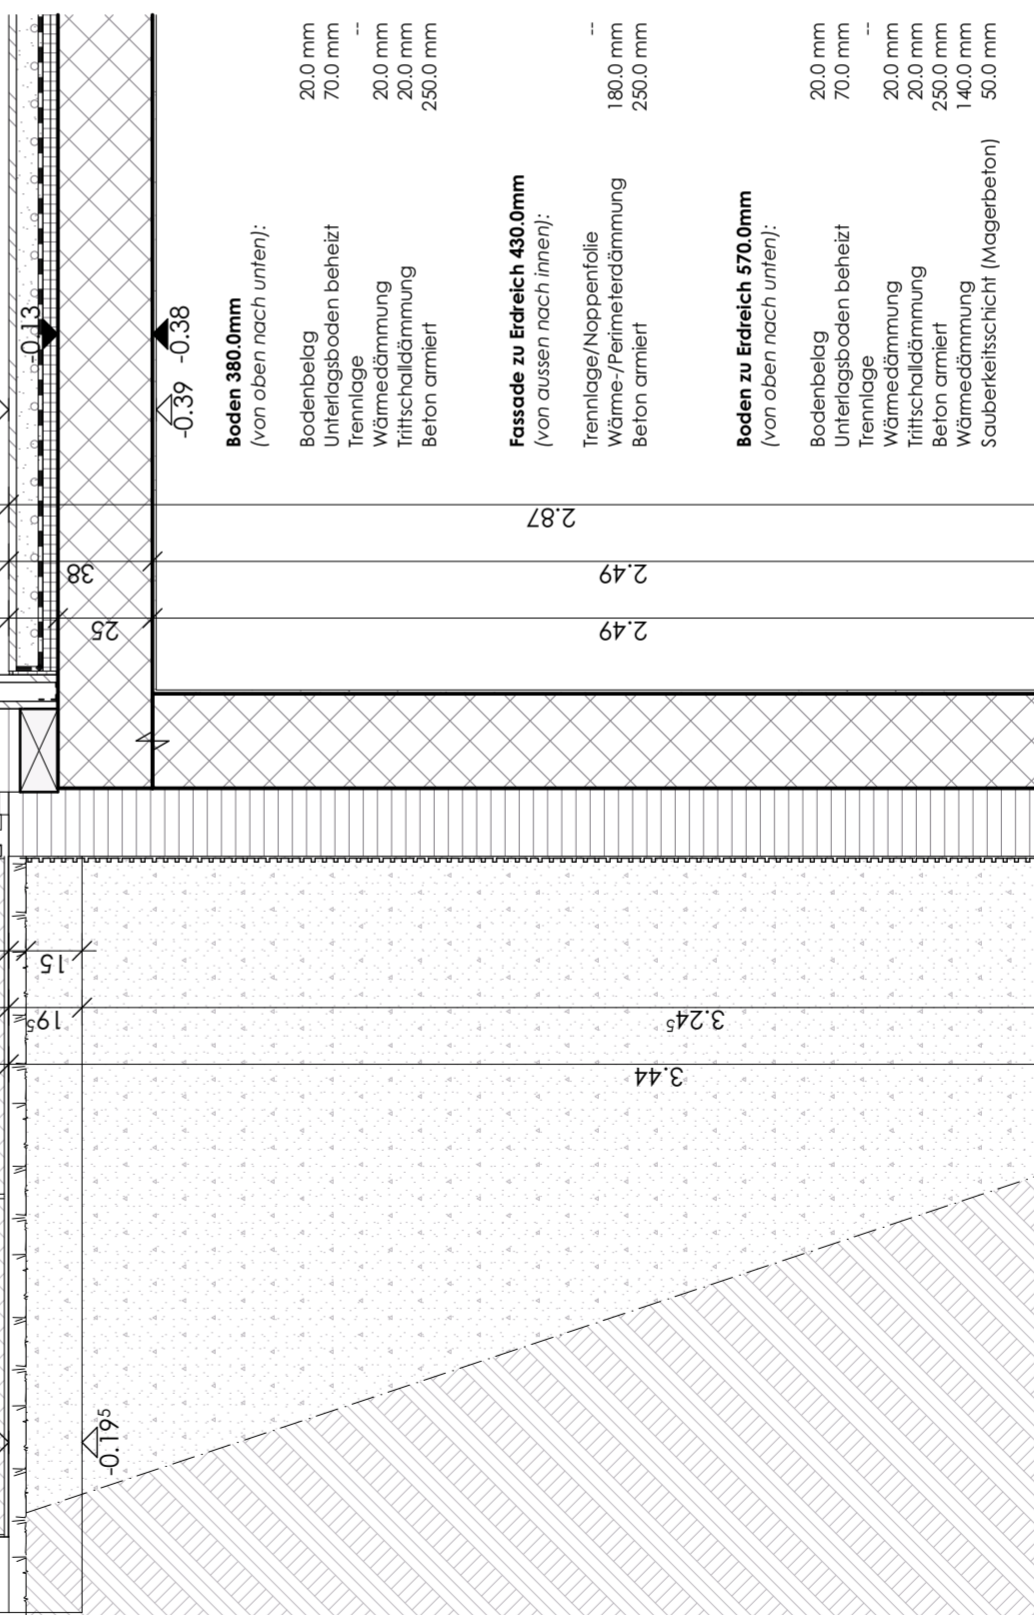 Boden 380.0mm
(von oben nach unten):
Bodenbelag 20.0 mm
Unterlagsboden beheizt 70.0 mm
Trennlage --
Wärmedämmung 20.0 mm
Trittschalldämmung 20.0 mm
Beton armiert 250.0 mm
Fassade zu Erdreich 430.0mm
(von aussen nach innen):
Trennlage/Noppenfolie --
Wärme-/Perimeterdämmung 180.0 mm
Beton armiert 250.0 mm
Boden zu Erdreich 570.0mm
(von oben nach unten):
Bodenbelag 20.0 mm
Unterlagsboden beheizt 70.0 mm
Trennlage --
Wärmedämmung 20.0 mm
Trittschalldämmung 20.0 mm
Beton armiert 250.0 mm
Wärmedämmung 140.0 mm
Sauberkeitsschicht (Magerbeton) 50.0 mm
-0.13
-0.39 -0.38
2.87
38
2.49
25
2.49
15
19⁵
3.24⁵
3.44
-0.19⁵